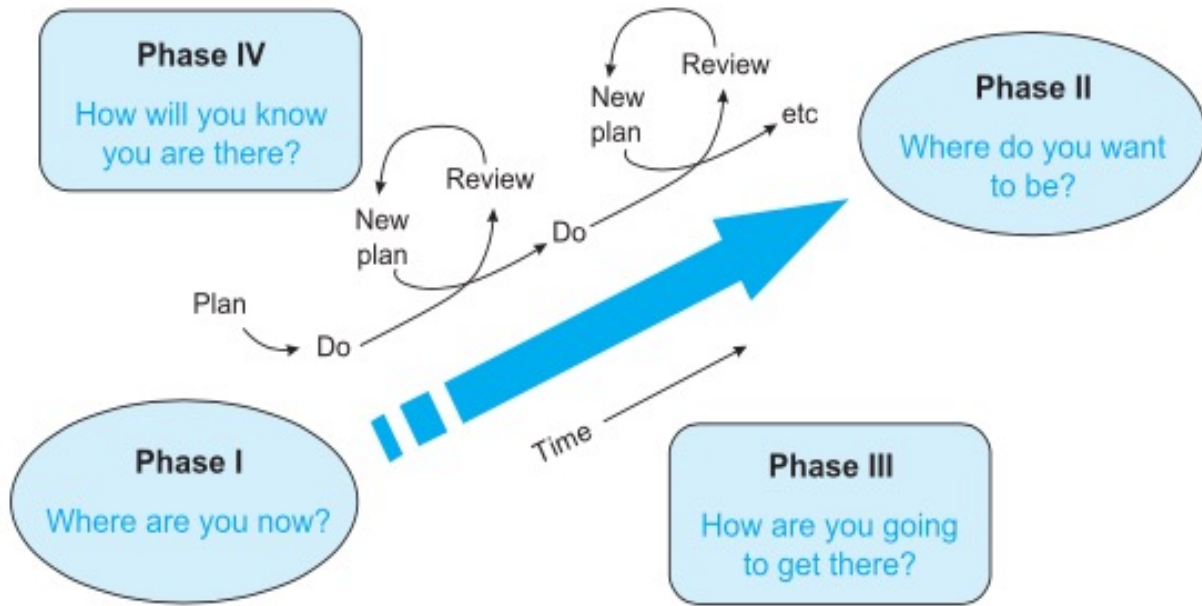 Phase IV
How will you know
you are there?
Review
New
plan
etc
Phase II
Where do you want
to be?
Review
New
plan
Do
Plan
Do
Time
Phase I
Where are you now?
Phase III
How are you going
to get there?